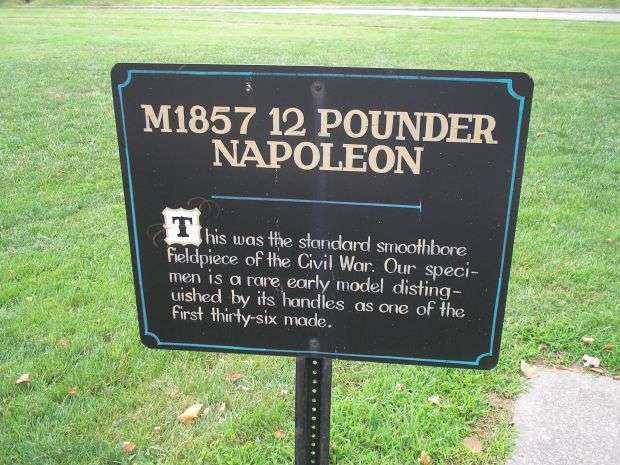 M1857 12 POUNDER
NAPOLEON
This was the standard smoothbore
fieldpiece of the Civil War. Our speci-
men is a rare early model disting-
uished by its handles as one of the
first thirty-six made.